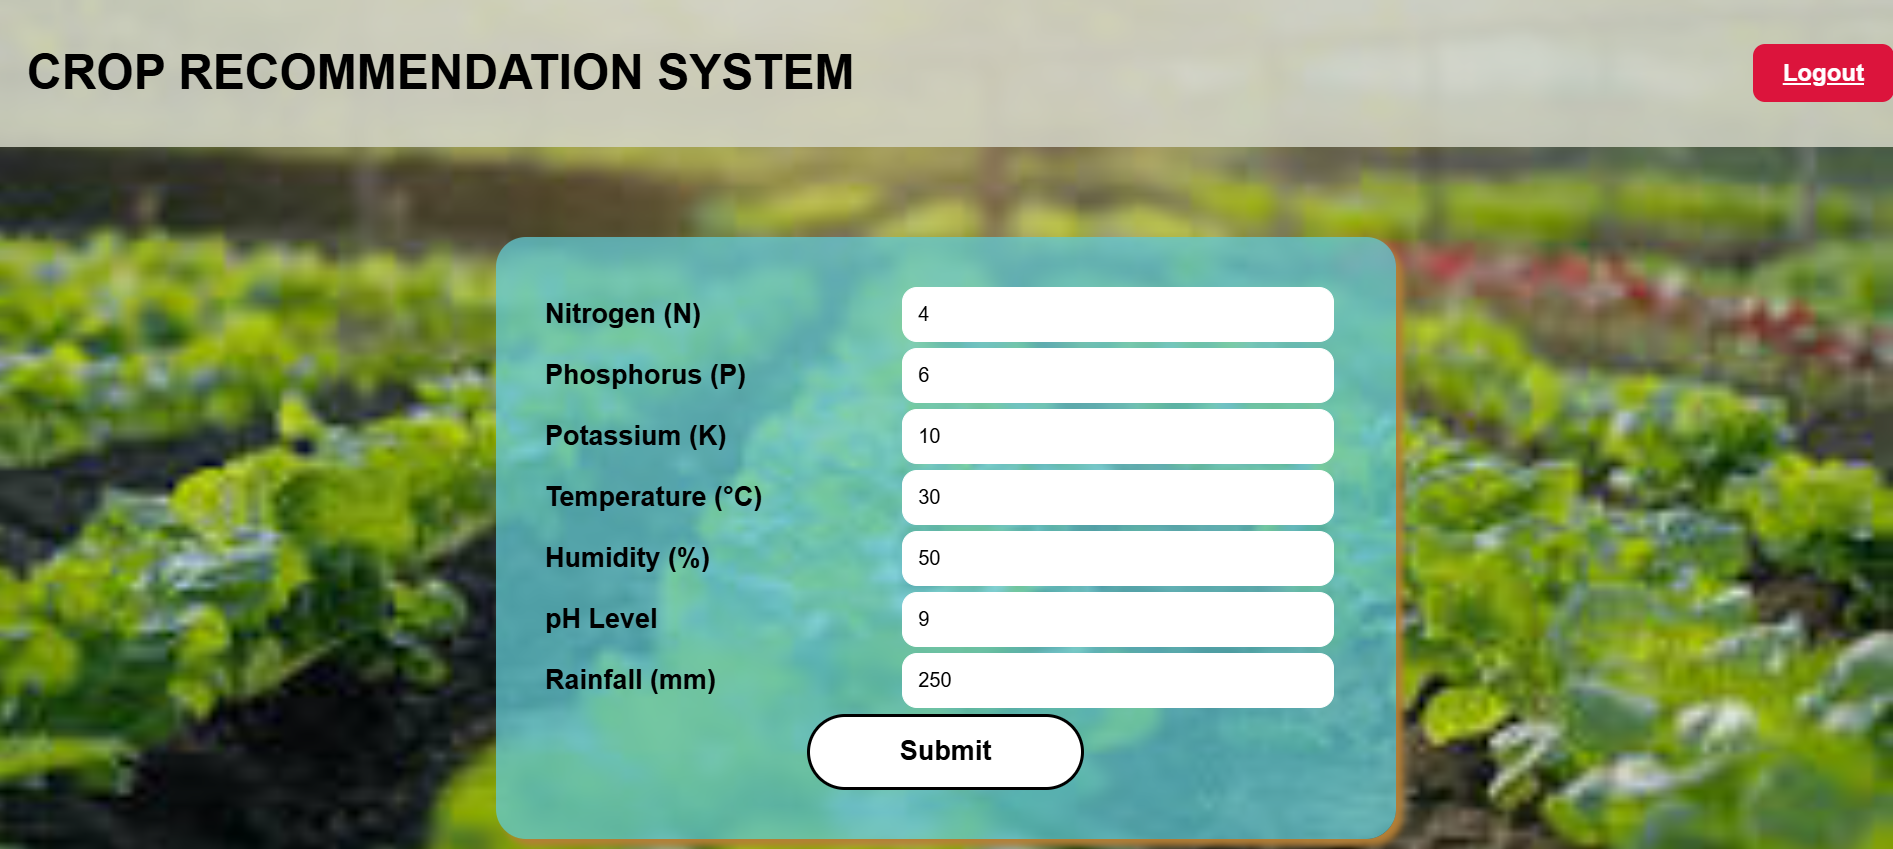 CROP RECOMMENDATION SYSTEM
Logout
Nitrogen (N) 4
Phosphorus (P) 6
Potassium (K) 10
Temperature (°C) 30
Humidity (%) 50
pH Level 9
Rainfall (mm) 250
Submit